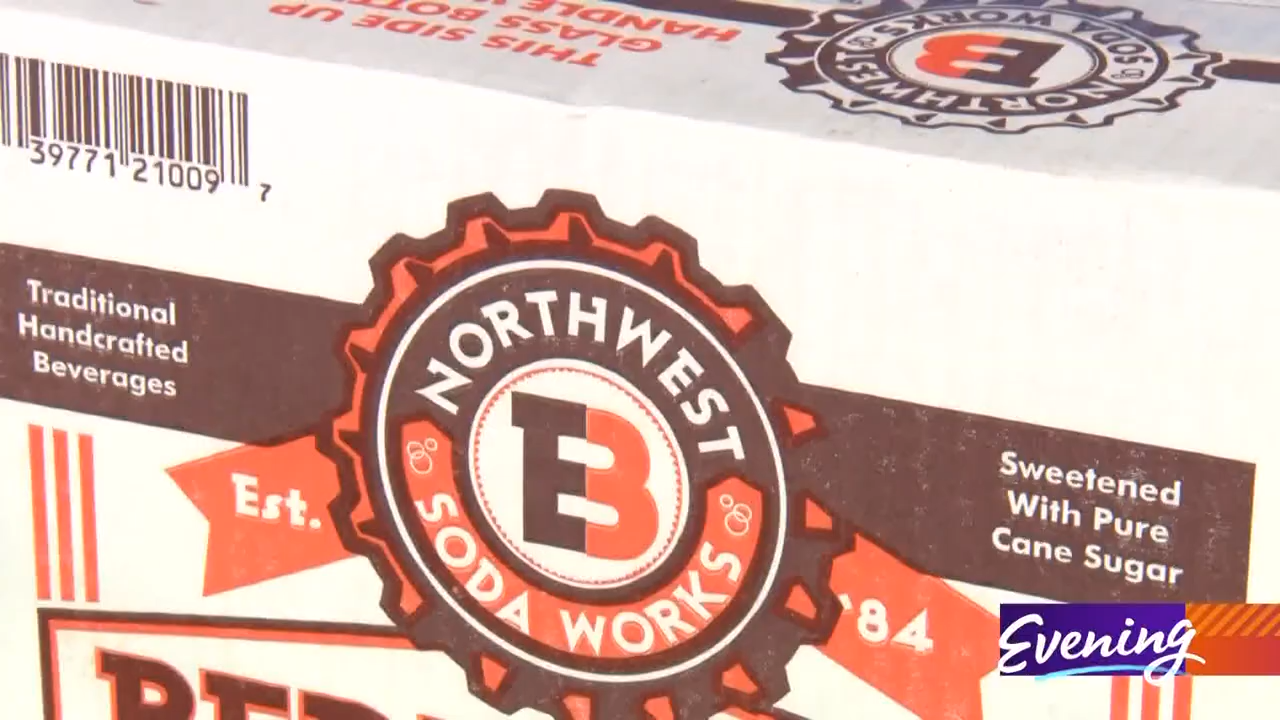 THIS SIDE UP
GLASS
HANDLE
NORTHWEST
B
SODA WORKS
39771 21009 7
Traditional
Handcrafted
Beverages
NORTHWEST
B
SODA WORKS
Est.
'84
Sweetened
With Pure
Cane Sugar
Evening